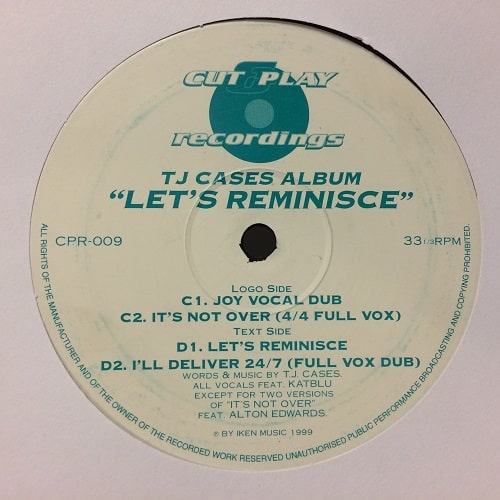 CUT & PLAY
recordings
TJ CASES ALBUM
"LET'S REMINISCE"
CPR-009
33 1/3 RPM
LOGO SIDE
C1. JOY VOCAL DUB
C2. IT'S NOT OVER (4/4 FULL VOX)
TEXT SIDE
D1. LET'S REMINISCE
D2. I'LL DELIVER 24/7 (FULL VOX DUB)
WORDS & MUSIC BY T.J. CASES.
ALL VOCALS FEAT. KATBLU
EXCEPT FOR TWO VERSIONS
OF "IT'S NOT OVER"
FEAT. ALTON EDWARDS.
℗ BY IKEN MUSIC 1999
ALL RIGHTS OF THE MANUFACTURER AND OF THE OWNER OF THE RECORDED WORK RESERVED UNAUTHORISED PUBLIC PERFORMANCE BROADCASTING AND COPYING PROHIBITED.